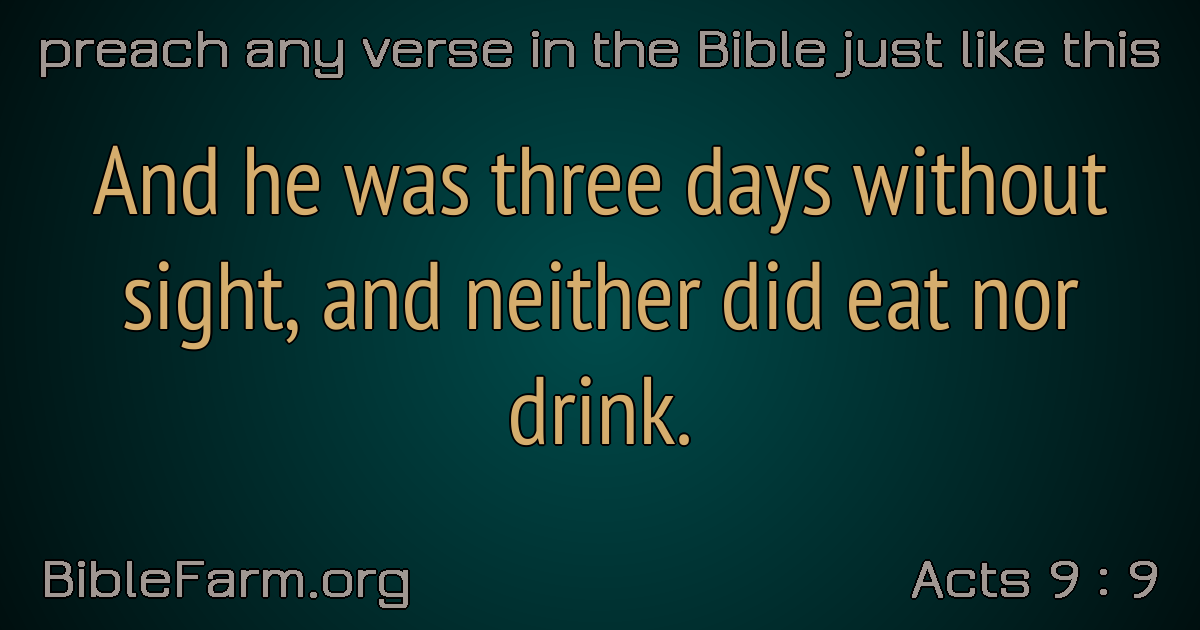 preach any verse in the Bible just like this
And he was three days without
sight, and neither did eat nor
drink.
BibleFarm.org
Acts 9 : 9